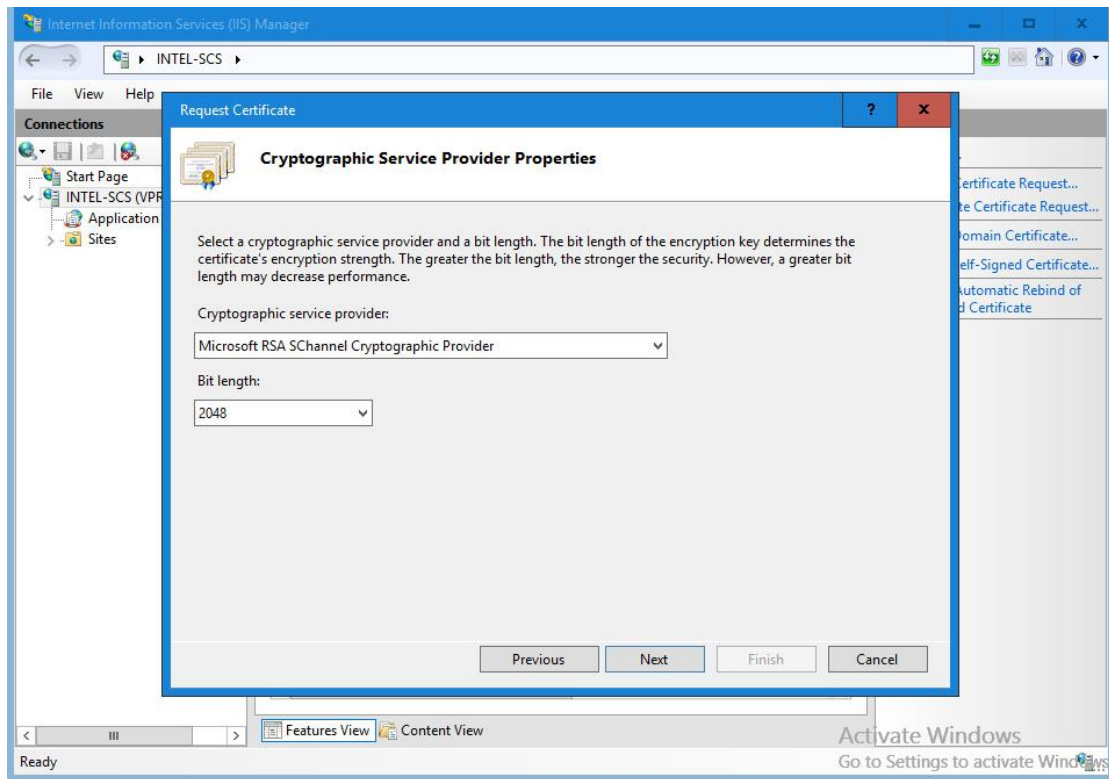 Internet Information Services (IIS) Manager
INTEL-SCS
File View Help
Connections
Start Page
INTEL-SCS (VPR
Application
Sites
Request Certificate
?
x
Cryptographic Service Provider Properties
Select a cryptographic service provider and a bit length. The bit length of the encryption key determines the
certificate's encryption strength. The greater the bit length, the stronger the security. However, a greater bit
length may decrease performance.
Cryptographic service provider:
Microsoft RSA SChannel Cryptographic Provider
Bit length:
2048
Previous Next Finish Cancel
Certificate Request...
te Certificate Request...
Domain Certificate...
elf-Signed Certificate...
Automatic Rebind of
d Certificate
Features View Content View
Activate Windows
Go to Settings to activate Windows
Ready